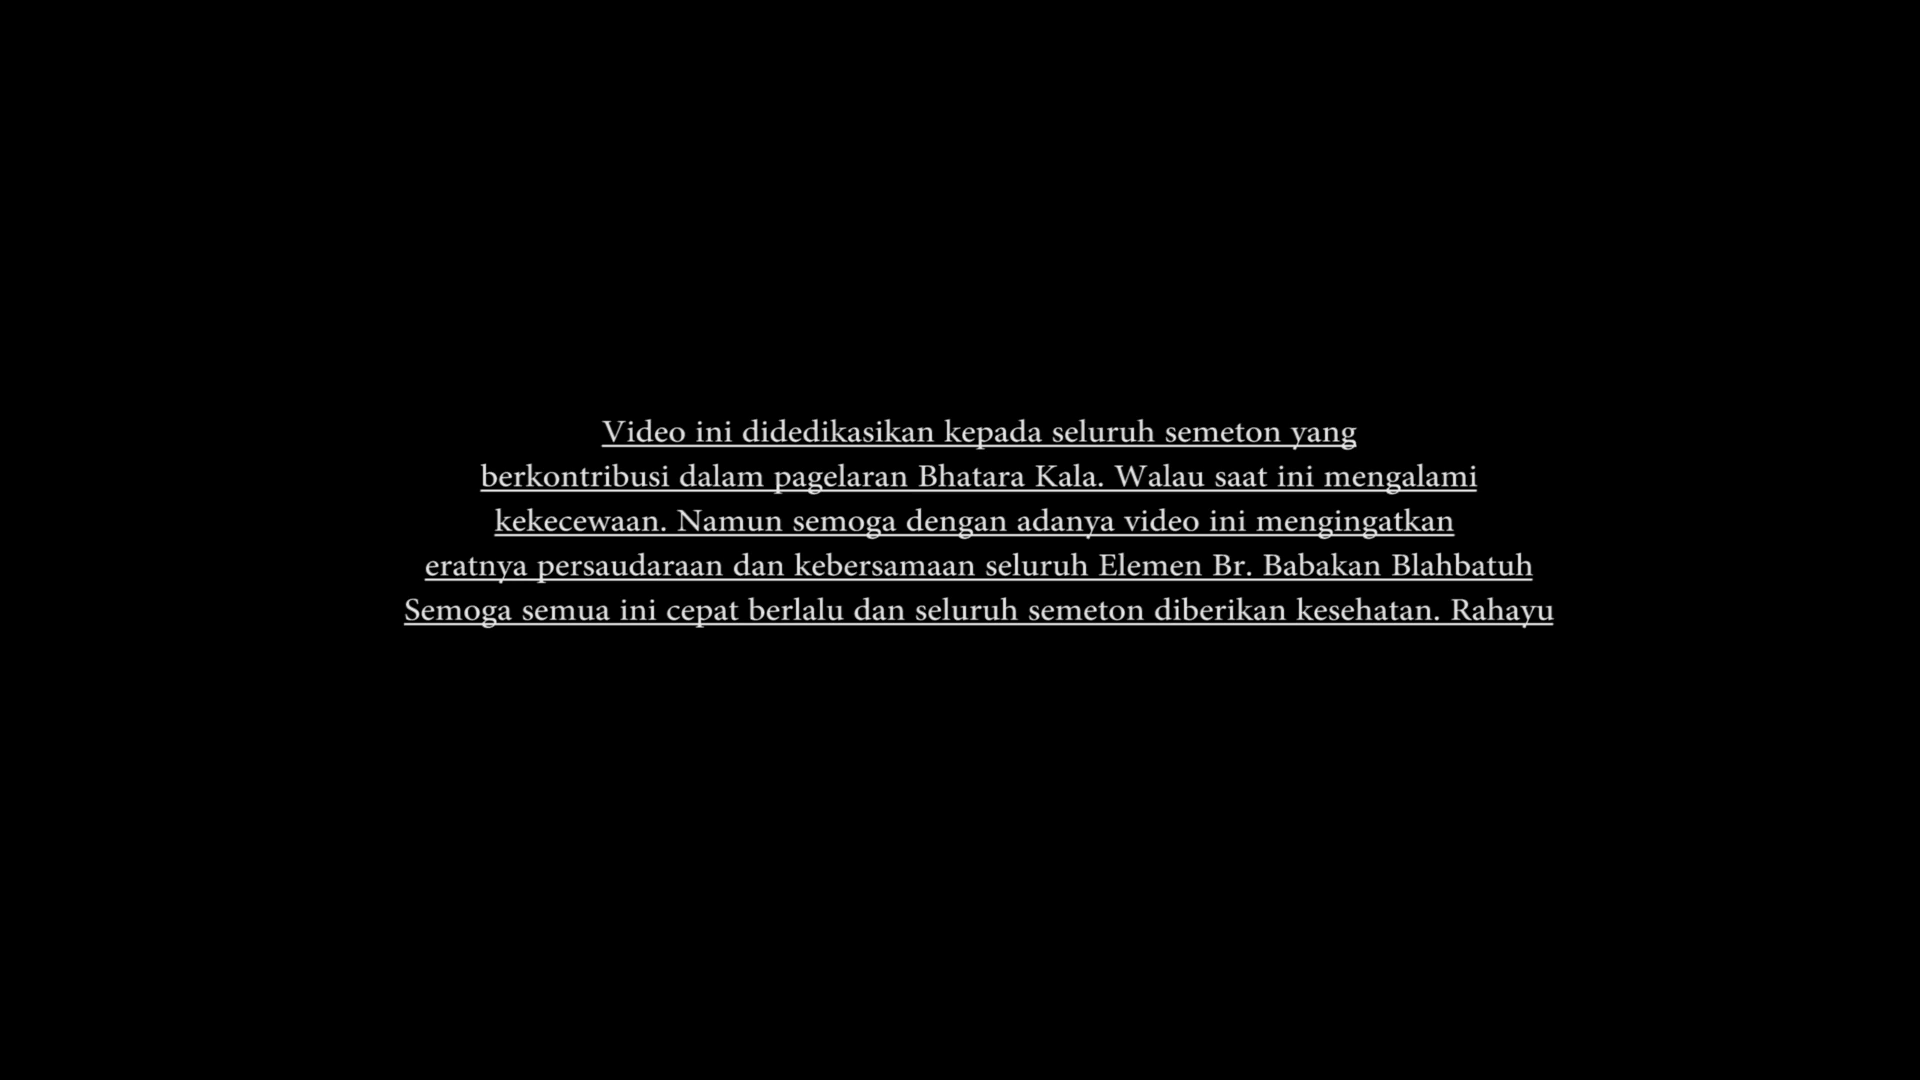 Video ini didedikasikan kepada seluruh semeton yang
berkontribusi dalam pagelaran Bhatara Kala. Walau saat ini mengalami
kekecewaan. Namun semoga dengan adanya video ini mengingatkan
eratnya persaudaraan dan kebersamaan seluruh Elemen Br. Babakan Blahbatuh
Semoga semua ini cepat berlalu dan seluruh semeton diberikan kesehatan. Rahayu